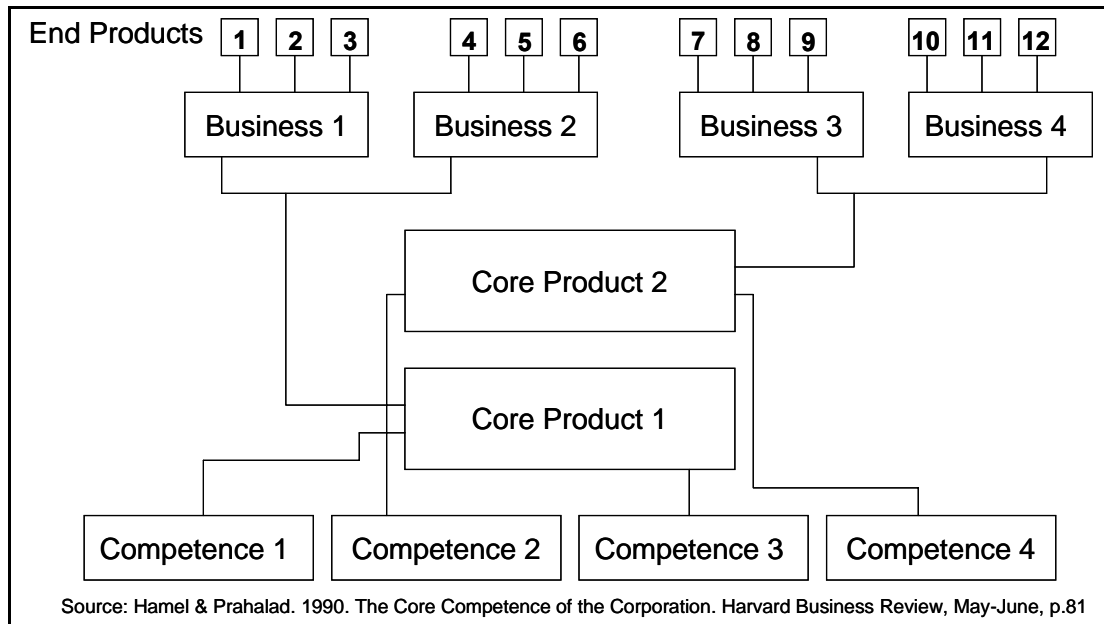 End Products 1 2 3 4 5 6 7 8 9 10 11 12
Business 1 Business 2 Business 3 Business 4
Core Product 2
Core Product 1
Competence 1 Competence 2 Competence 3 Competence 4
Source: Hamel & Prahalad. 1990. The Core Competence of the Corporation. Harvard Business Review, May-June, p.81